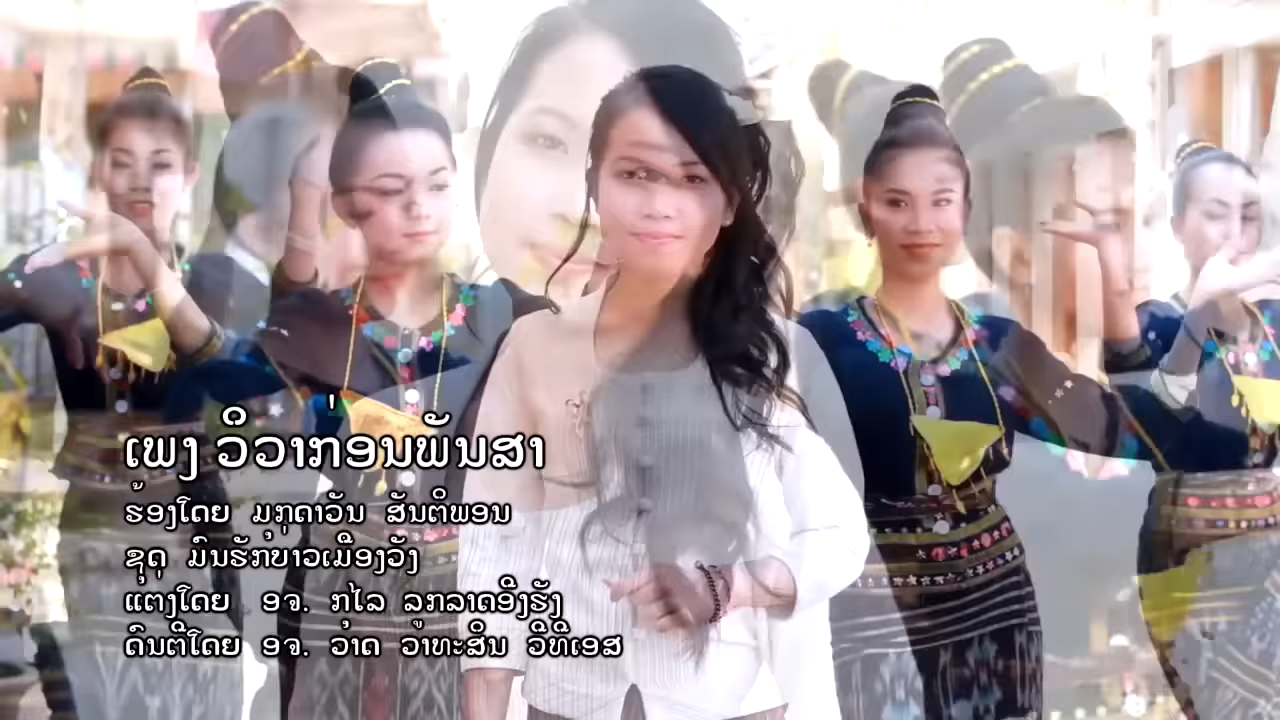 ເພງ ວິວາກ່ອນພັນສາ
ຮ້ອງໂດຍ ມຸກດາວັນ ສັນຕິພອນ
ຊຸດ ມົນຮັກບ່າວເມືອງວັງ
ແຕ່ງໂດຍ ອຈ. ກຸໄລ ລູກລາດອີງຮັງ
ດົນຕີໂດຍ ອຈ. ວາດ ວາທະສິນ ວີທີເອສ